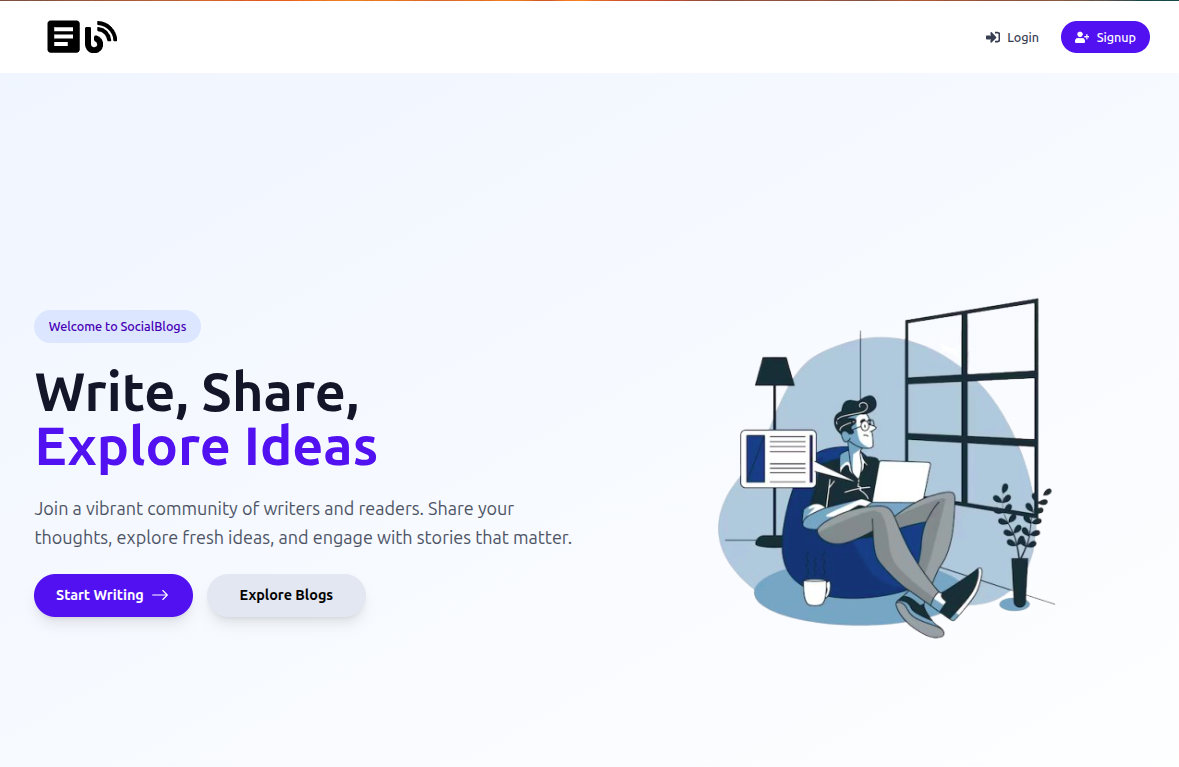 Login
Signup
Welcome to SocialBlogs
Write, Share,
Explore Ideas
Join a vibrant community of writers and readers. Share your
thoughts, explore fresh ideas, and engage with stories that matter.
Start Writing
Explore Blogs